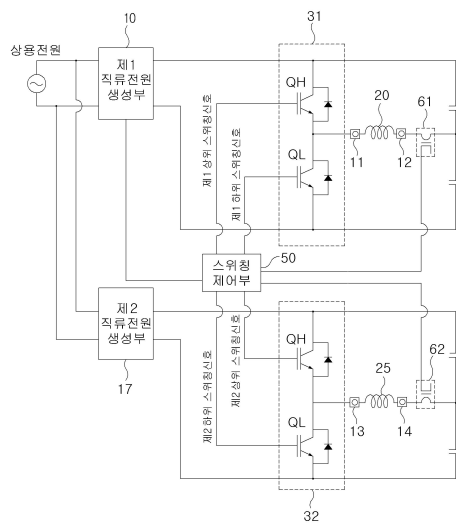 10
31
상용전원
제1
직류전원
생성부
QH
20
61
제1 상위 스위칭신호
제1 하위 스위칭신호
QL
11
12
스위칭
제어부
50
제2
직류전원
생성부
17
제2 하위 스위칭신호
제2 상위 스위칭신호
QH
25
62
QL
13
14
32